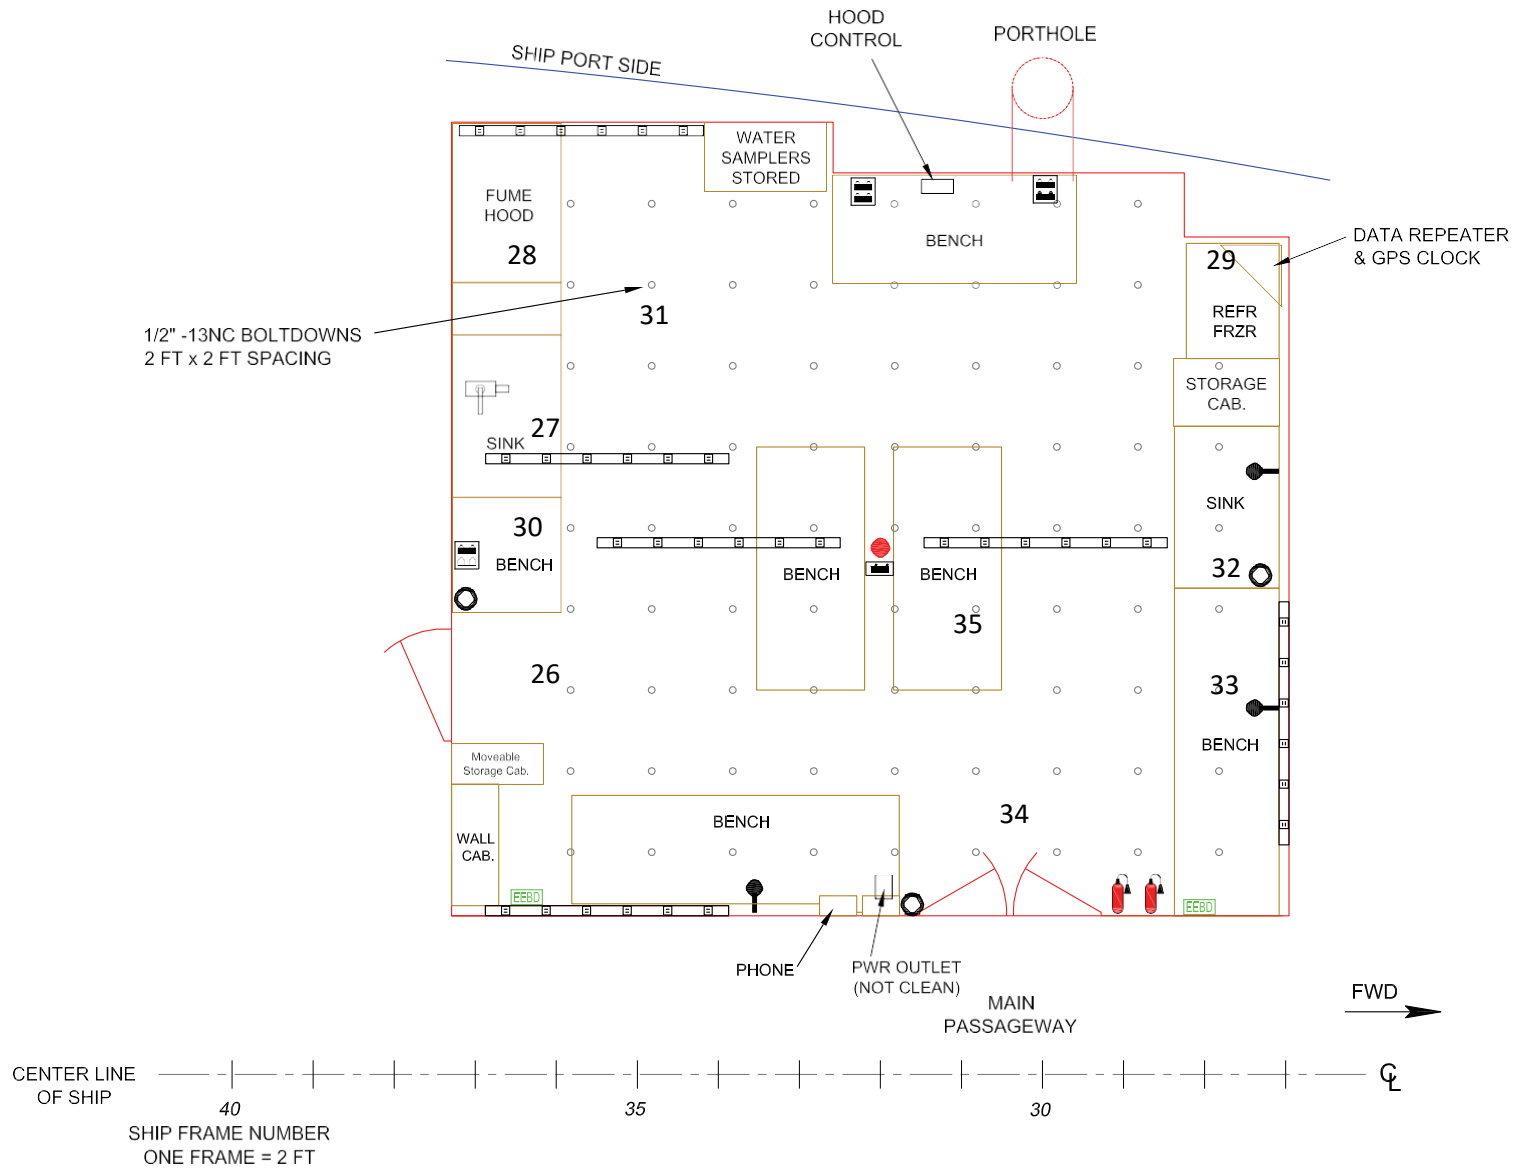 HOOD
CONTROL
PORTHOLE
SHIP PORT SIDE
WATER
SAMPLERS
STORED
FUME
HOOD
28
BENCH
29
DATA REPEATER
& GPS CLOCK
REFR
FRZR
31
1/2" -13NC BOLTDOWNS
2 FT x 2 FT SPACING
STORAGE
CAB.
27
SINK
SINK
30
BENCH
BENCH
BENCH
32
35
26
33
BENCH
Moveable
Storage Cab.
34
BENCH
WALL
CAB.
EEBD
EEBD
PHONE
PWR OUTLET
(NOT CLEAN)
MAIN
PASSAGEWAY
FWD
CENTER LINE
OF SHIP
CL
40
35
30
SHIP FRAME NUMBER
ONE FRAME = 2 FT